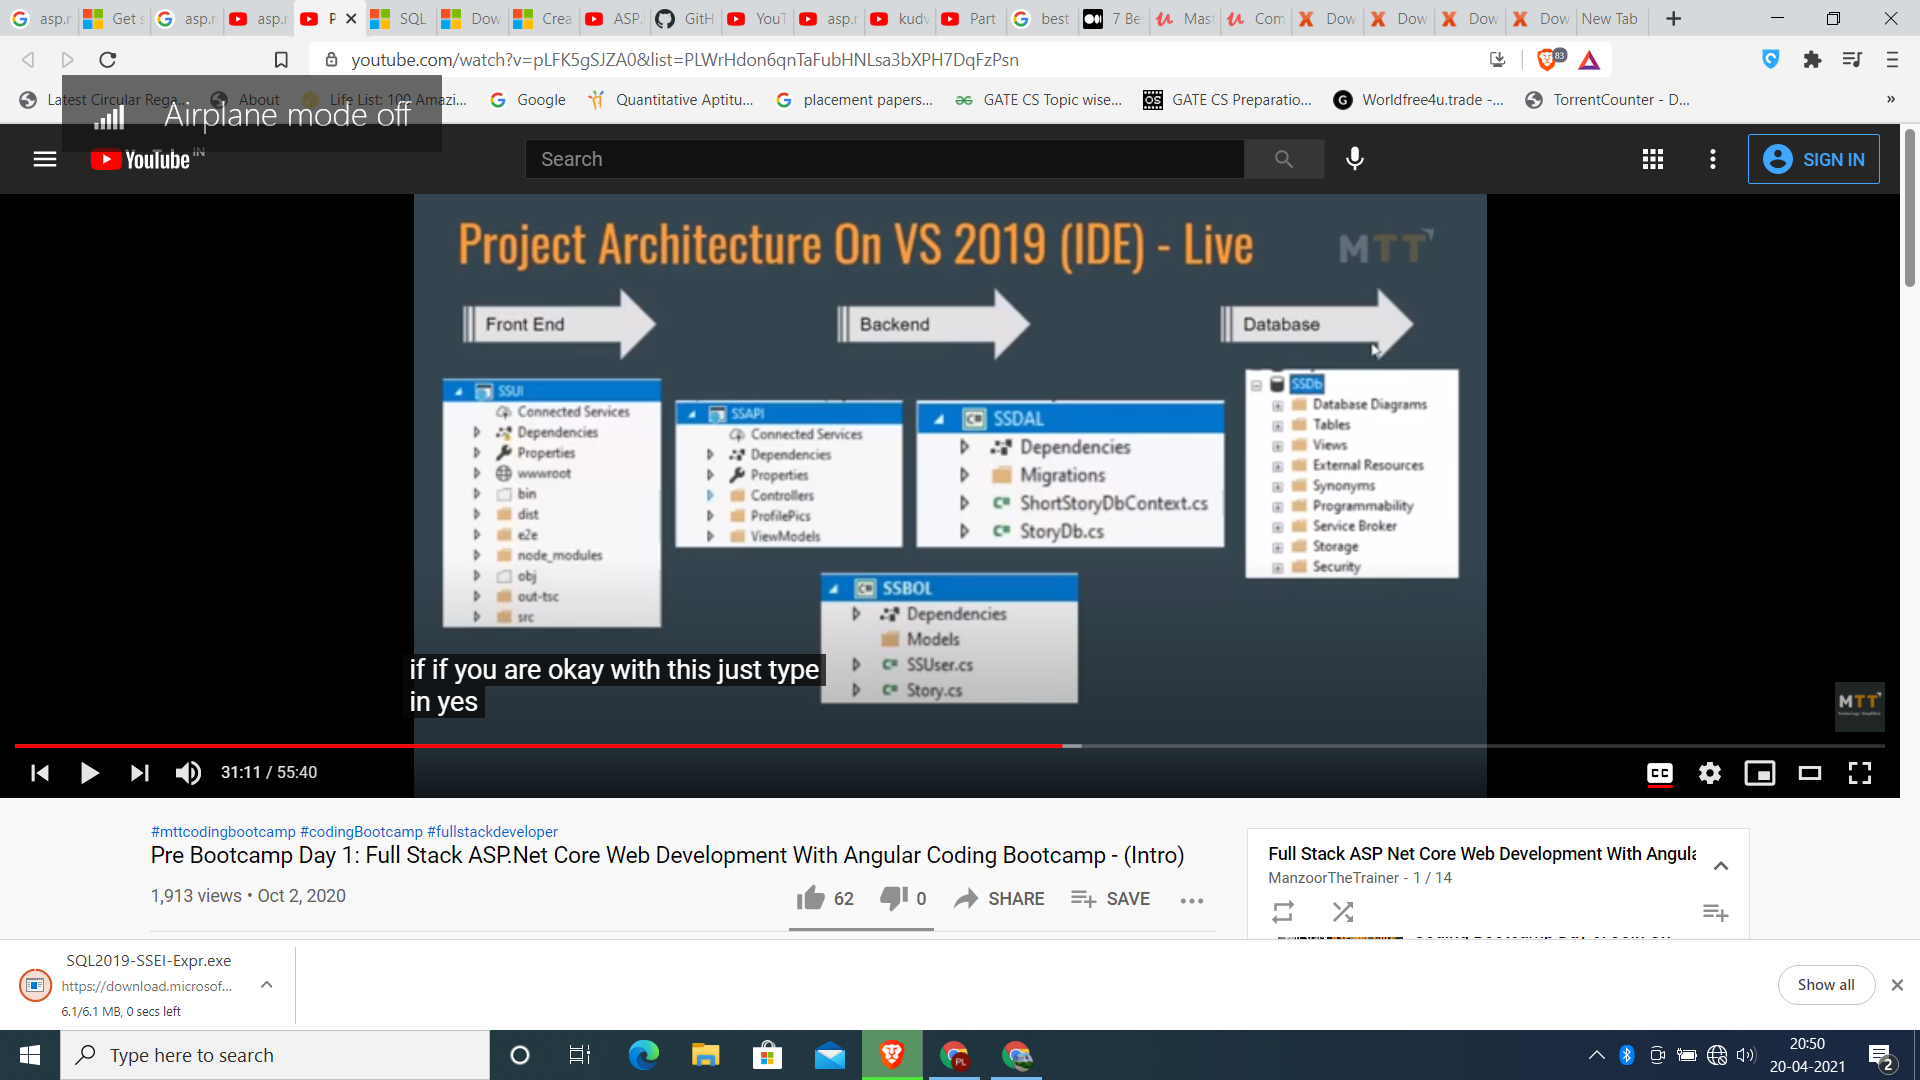 asp.n
Get s
asp.n
asp.n
P
SQL
Dow
Crea
ASP.
GitH
YouT
asp.n
kudv
Part
best
7 Be
Mast
Com
Dow
Dow
Dow
Dow
New Tab
youtube.com/watch?v=pLFK5gSJZA0&list=PLWrHdon6qnTaFubHNLsa3bXPH7DqFzPsn
83
Latest Circular Rega...
About
Life List: 100 Amazi...
Google
Quantitative Aptitu...
placement papers...
GATE CS Topic wise...
GATE CS Preparatio...
Worldfree4u.trade -...
TorrentCounter - D...
»
Airplane mode off
YouTube IN
Search
SIGN IN
Project Architecture On VS 2019 (IDE) - Live
MTT
Front End
Backend
Database
SSUI
Connected Services
Dependencies
Properties
wwwroot
bin
dist
e2e
node_modules
obj
out-tsc
src
SSAPI
Connected Services
Dependencies
Properties
Controllers
ProfilePics
ViewModels
C# SSDAL
Dependencies
Migrations
C# ShortStoryDbContext.cs
C# StoryDb.cs
SSDb
Database Diagrams
Tables
Views
External Resources
Synonyms
Programmability
Service Broker
Storage
Security
C# SSBOL
Dependencies
Models
C# SSUser.cs
C# Story.cs
if if you are okay with this just type
in yes
MTT
31:11 / 55:40
CC
#mttcodingbootcamp #codingBootcamp #fullstackdeveloper
Pre Bootcamp Day 1: Full Stack ASP.Net Core Web Development With Angular Coding Bootcamp - (Intro)
1,913 views • Oct 2, 2020
62
0
SHARE
SAVE
Full Stack ASP Net Core Web Development With Angula
ManzoorTheTrainer - 1 / 14
SQL2019-SSEI-Expr.exe
https://download.microsof...
6.1/6.1 MB, 0 secs left
Show all
Type here to search
PL
20:50
20-04-2021
2